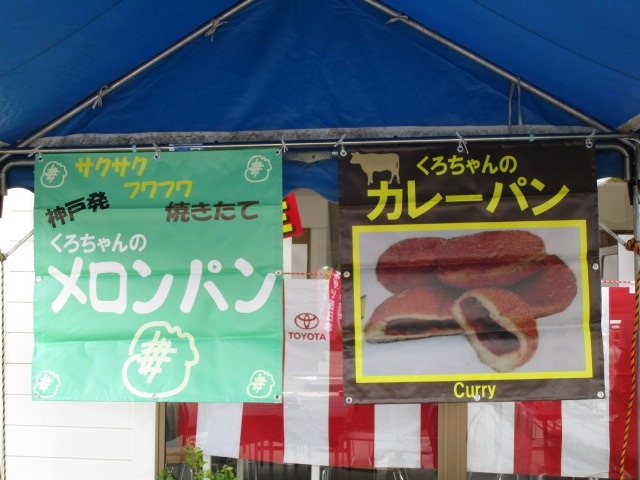 サクサク
フワフワ
神戸発
焼きたて
くろちゃんの
メロンパン
くろちゃんの
カレーパン
Curry
TOYOTA